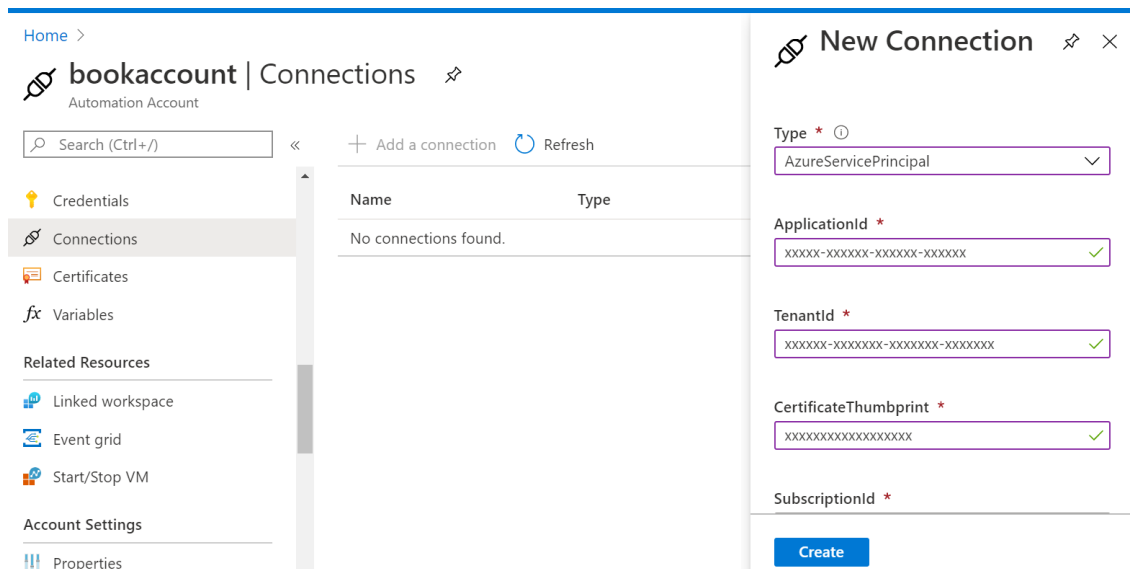 Home
bookaccount | Connections
Automation Account
Search (Ctrl+/)
«
Credentials
Connections
Certificates
fx Variables
Related Resources
Linked workspace
Event grid
Start/Stop VM
Account Settings
Properties
Add a connection Refresh
Name Type
No connections found.
New Connection
Type *
AzureServicePrincipal
ApplicationId *
xxxxx-xxxxxx-xxxxxx-xxxxxx
TenantId *
xxxxxx-xxxxxxx-xxxxxxx-xxxxxxx
CertificateThumbprint *
xxxxxxxxxxxxxxxxxx
SubscriptionId *
Create